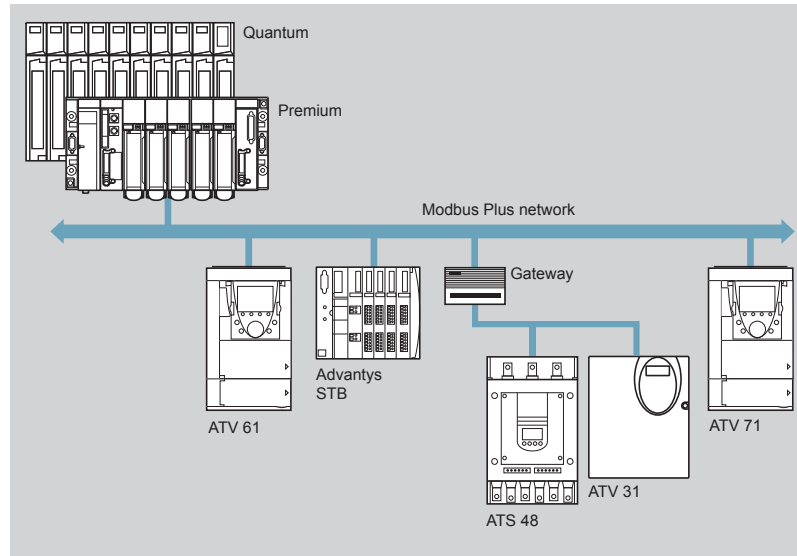 Quantum
Premium
Modbus Plus network
Gateway
Advantys
STB
ATV 61
ATV 71
ATS 48
ATV 31